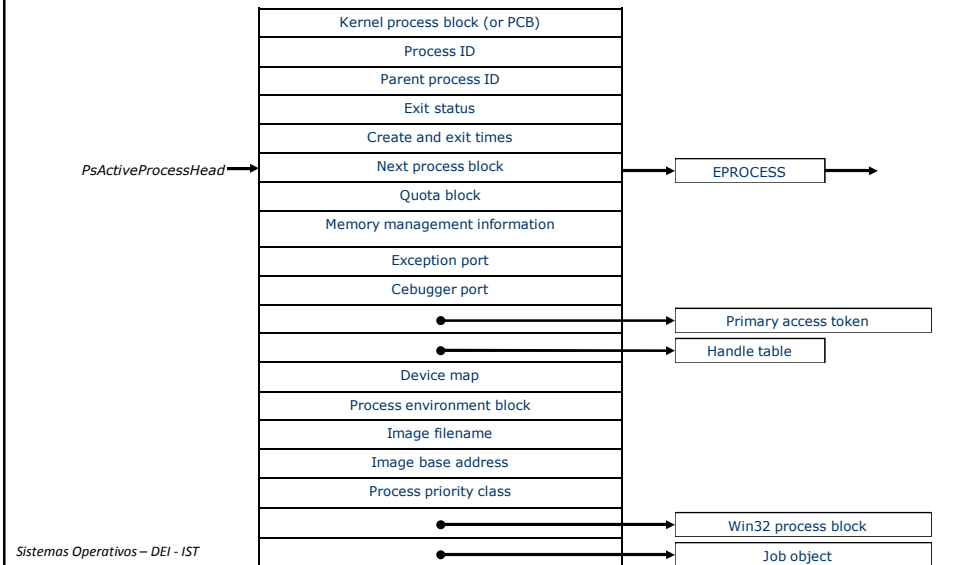 Kernel process block (or PCB)
Process ID
Parent process ID
Exit status
Create and exit times
PsActiveProcessHead
Next process block
EPROCESS
Quota block
Memory management information
Exception port
Cebugger port
Primary access token
Handle table
Device map
Process environment block
Image filename
Image base address
Process priority class
Win32 process block
Sistemas Operativos – DEI - IST
Job object